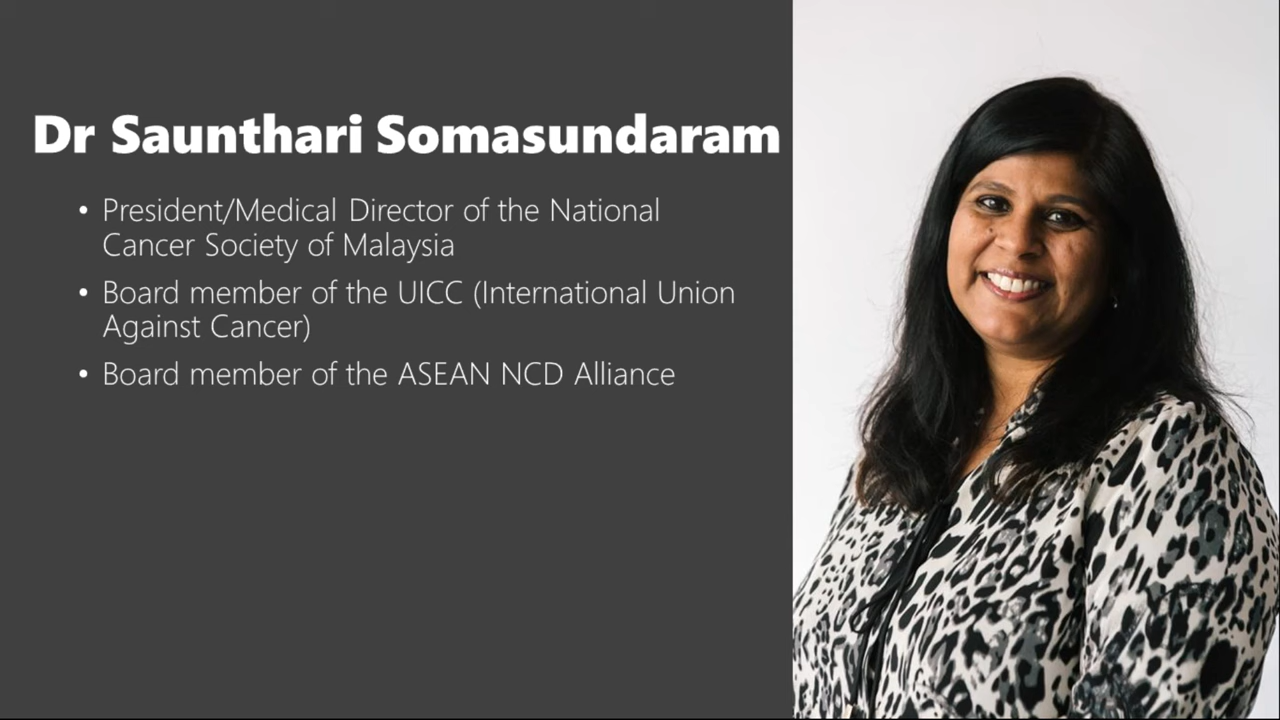 Dr Saunthari Somasundaram
• President/Medical Director of the National
Cancer Society of Malaysia
• Board member of the UICC (International Union
Against Cancer)
• Board member of the ASEAN NCD Alliance